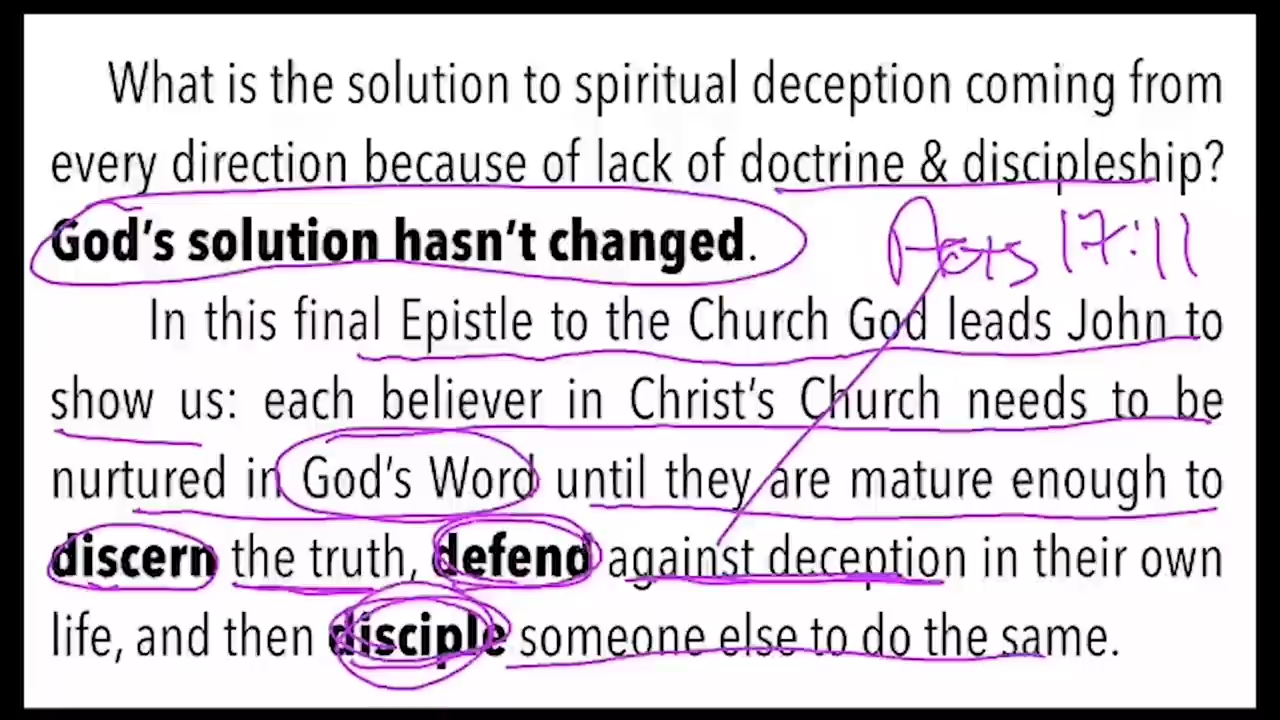 What is the solution to spiritual deception coming from
every direction because of lack of doctrine & discipleship?
God's solution hasn't changed.
Acts 17:11
In this final Epistle to the Church God leads John to
show us: each believer in Christ's Church needs to be
nurtured in God's Word until they are mature enough to
discern the truth, defend against deception in their own
life, and then disciple someone else to do the same.